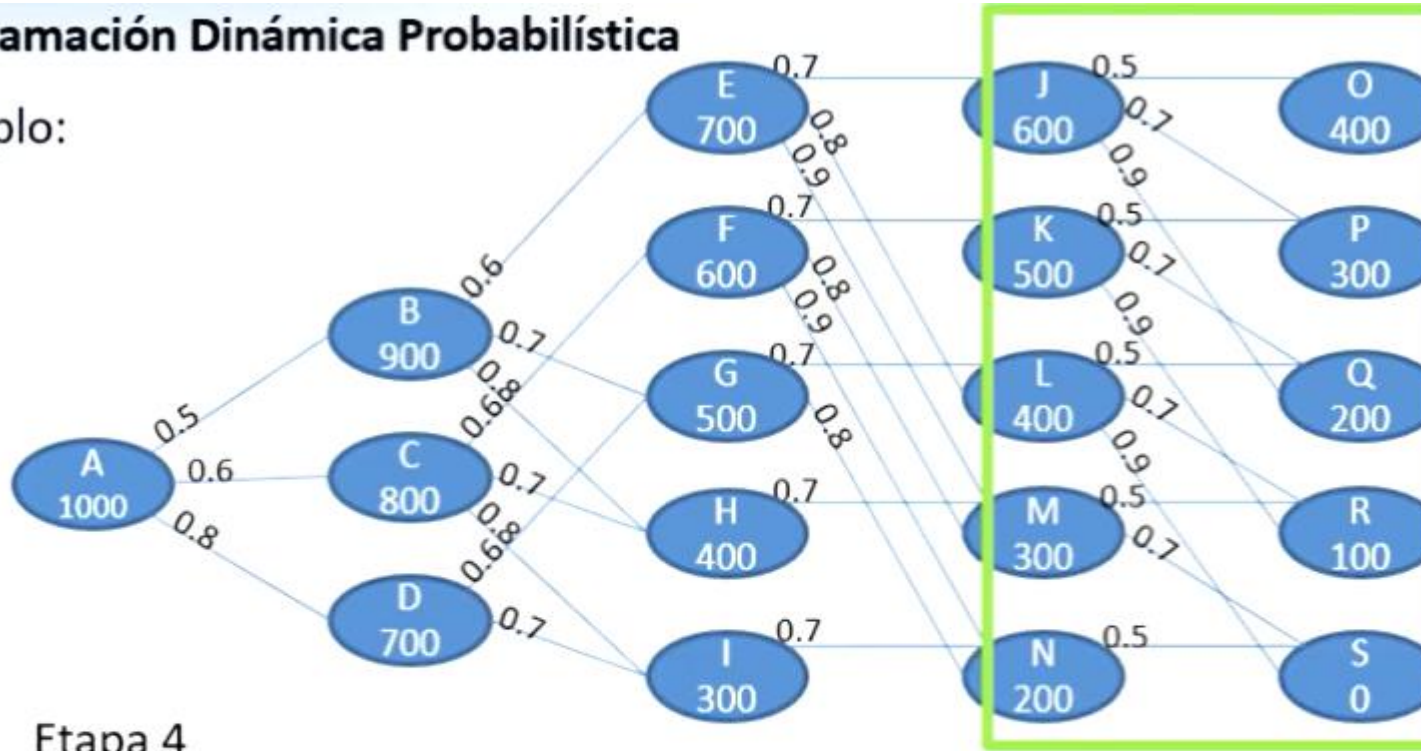 amación Dinámica Probabilística
plo:
A
1000
0.5
0.6
0.8
B
900
0.6
0.7
0.8
C
800
0.6
0.7
0.8
D
700
0.6
0.7
E
700
0.7
0.8
0.9
F
600
0.7
0.8
0.9
G
500
0.7
0.8
H
400
0.7
I
300
0.7
J
600
0.5
0.7
0.9
K
500
0.5
0.7
0.9
L
400
0.5
0.7
0.9
M
300
0.5
0.7
N
200
0.5
O
400
P
300
Q
200
R
100
S
0
Etapa 4